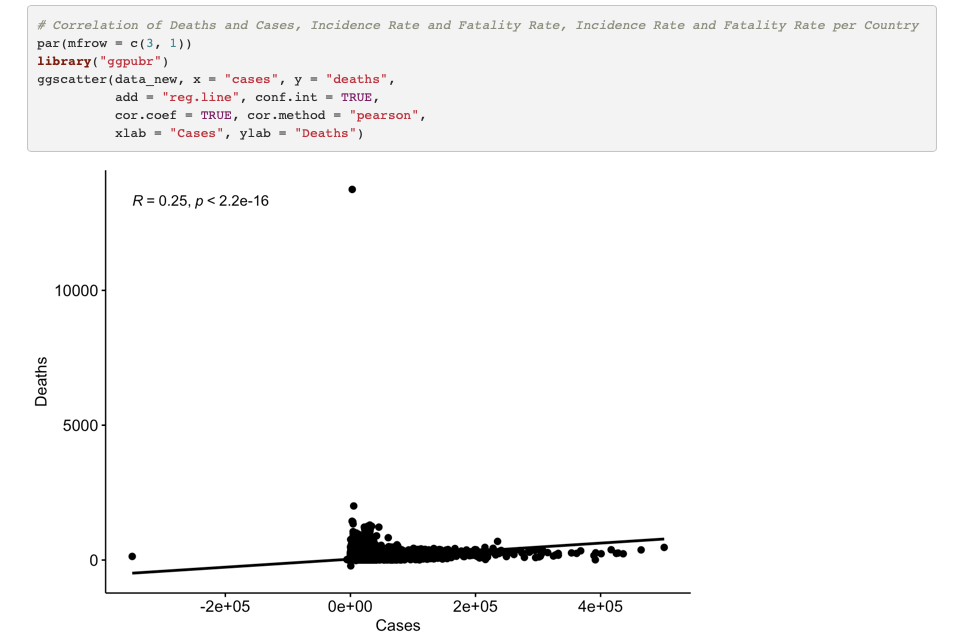 # Correlation of Deaths and Cases, Incidence Rate and Fatality Rate, Incidence Rate and Fatality Rate per Country
par(mfrow = c(3, 1))
library("ggpubr")
ggscatter(data_new, x = "cases", y = "deaths",
          add = "reg.line", conf.int = TRUE,
          cor.coef = TRUE, cor.method = "pearson",
          xlab = "Cases", ylab = "Deaths")
R = 0.25, p < 2.2e-16
10000
5000
0
Deaths
-2e+05 0e+00 2e+05 4e+05
Cases